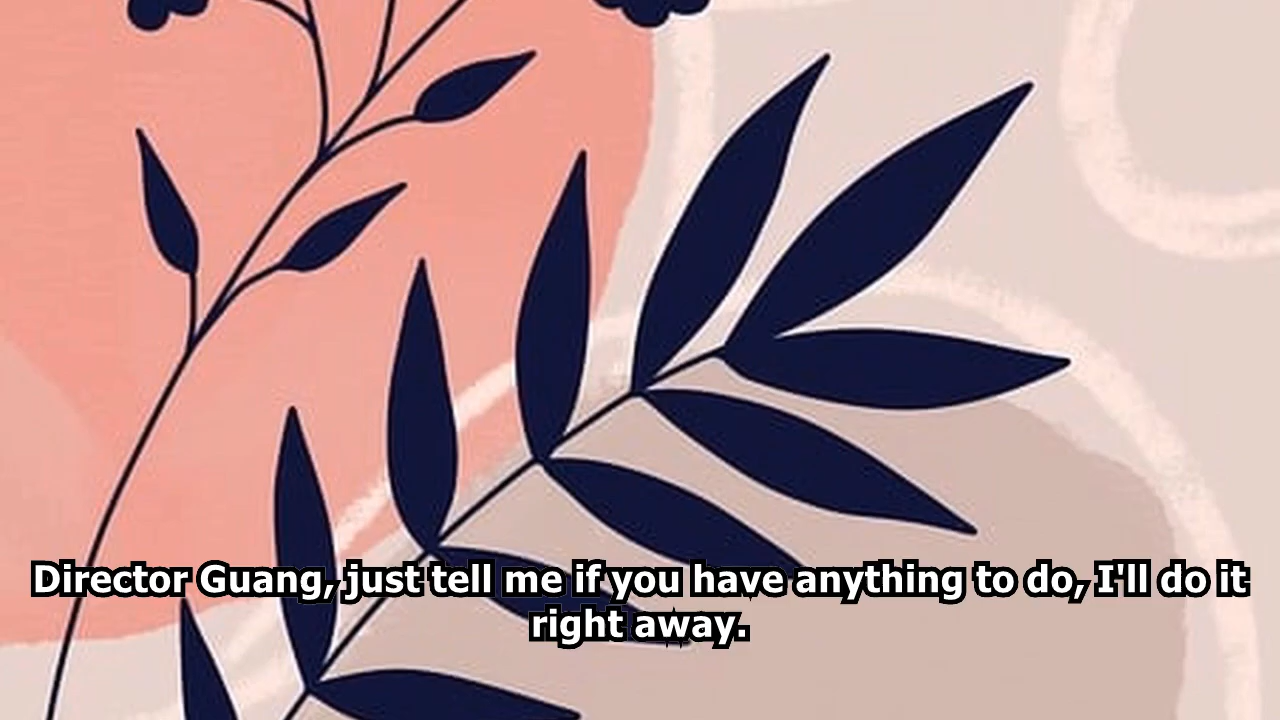 Director Guang, just tell me if you have anything to do, I'll do it
right away.